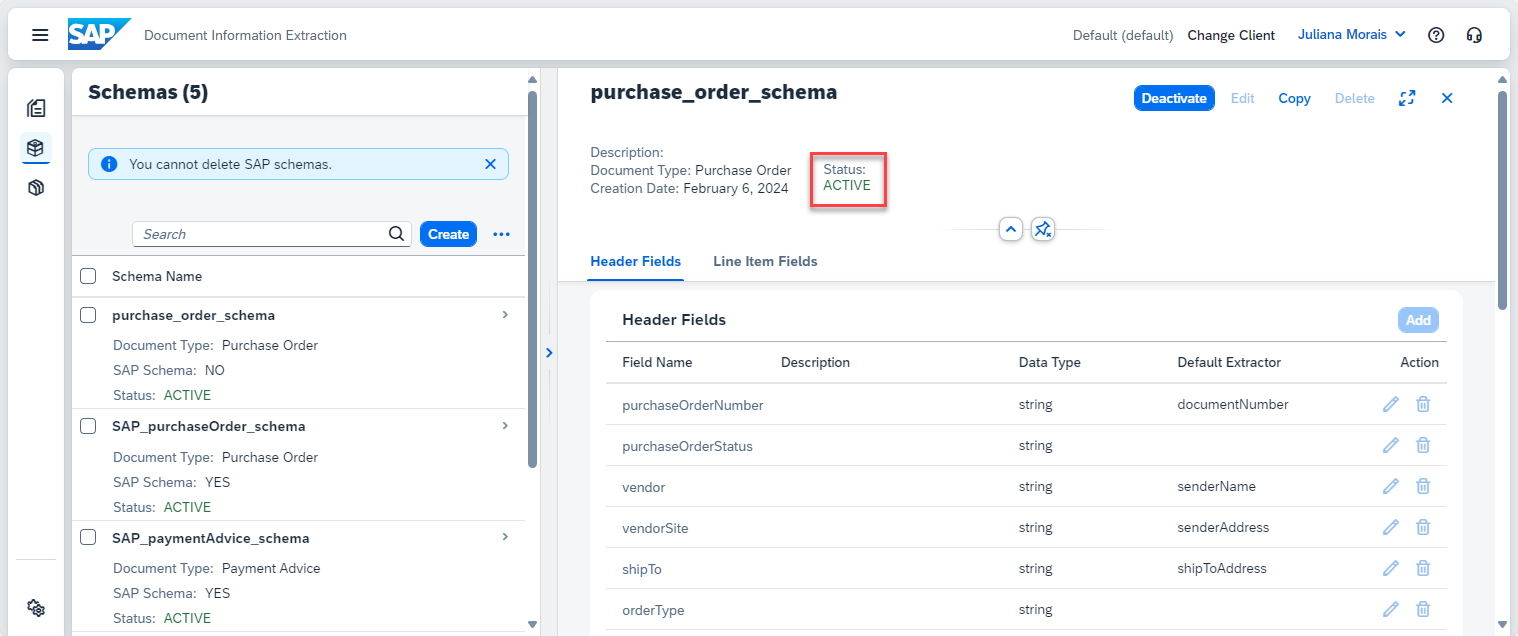 SAP Document Information Extraction Default (default) Change Client Juliana Morais
Schemas (5)
You cannot delete SAP schemas.
Search Create
Schema Name
purchase_order_schema
Document Type: Purchase Order
SAP Schema: NO
Status: ACTIVE
SAP_purchaseOrder_schema
Document Type: Purchase Order
SAP Schema: YES
Status: ACTIVE
SAP_paymentAdvice_schema
Document Type: Payment Advice
SAP Schema: YES
Status: ACTIVE
purchase_order_schema
Deactivate Edit Copy Delete
Description:
Document Type: Purchase Order
Creation Date: February 6, 2024
Status:
ACTIVE
Header Fields Line Item Fields
Header Fields Add
Field Name Description Data Type Default Extractor Action
purchaseOrderNumber string documentNumber
purchaseOrderStatus string
vendor string senderName
vendorSite string senderAddress
shipTo string shipToAddress
orderType string